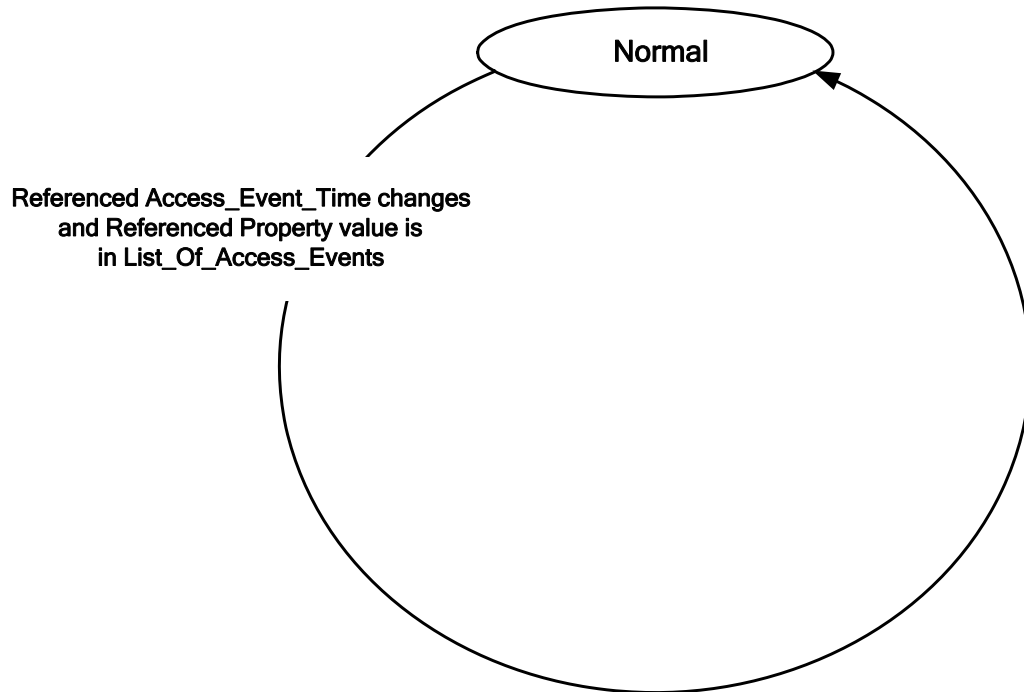 Normal
Referenced Access_Event_Time changes
and Referenced Property value is
in List_Of_Access_Events